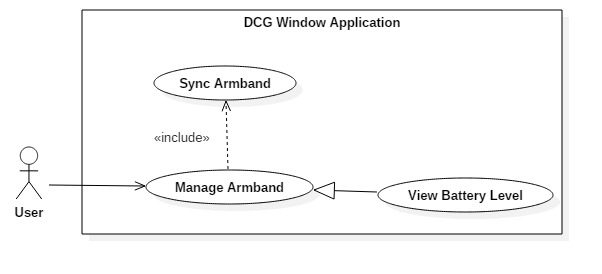 DCG Window Application
Sync Armband
«include»
Manage Armband
View Battery Level
User